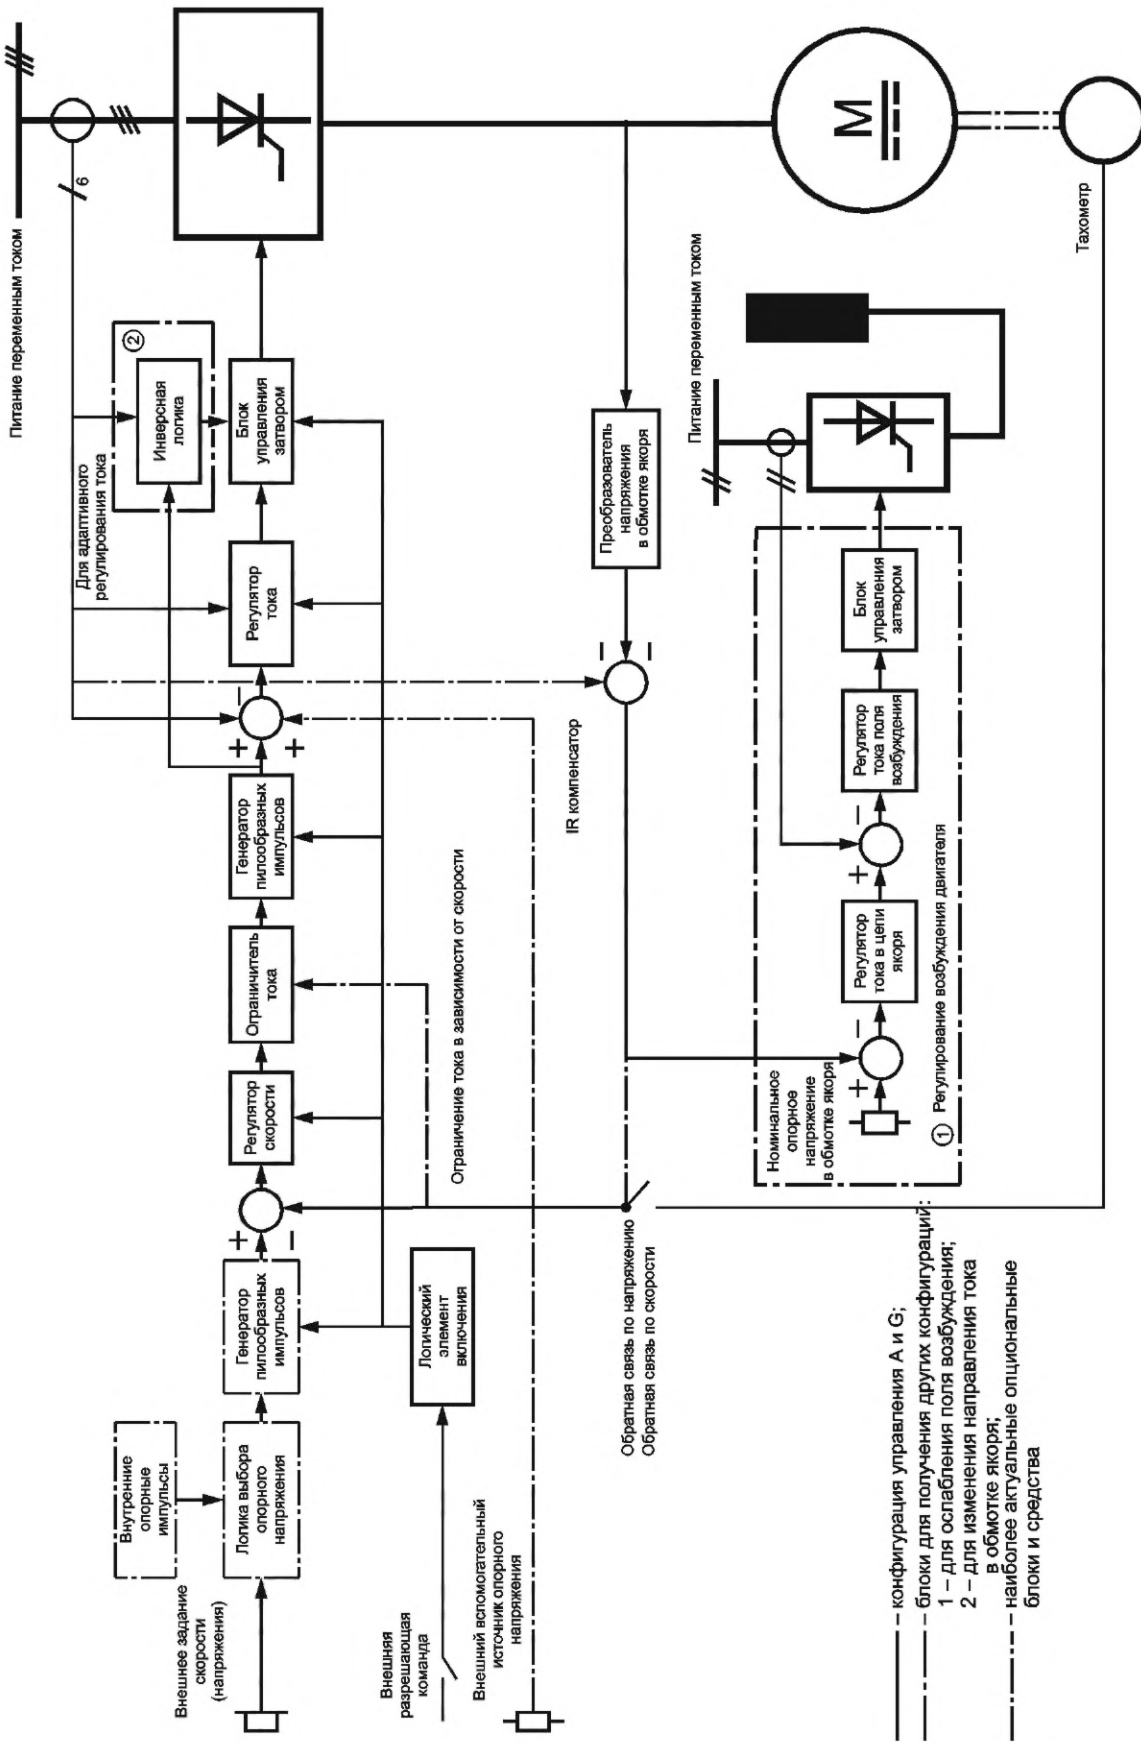 Питание переменным током
6
Для адаптивного
регулирования тока
2
Инверсная
логика
Блок
управления
затвором
Регулятор
тока
Генератор
пилообразных
импульсов
Ограничитель
тока
Регулятор
скорости
Генератор
пилообразных
импульсов
Внутренние
опорные
импульсы
Логика выбора
опорного
напряжения
Внешнее задание
скорости
(напряжения)
+
−
+
+
−
Логический
элемент
включения
Внешняя
разрешающая
команда
Внешний вспомогательный
источник опорного
напряжения
Ограничение тока в зависимости от скорости
IR компенсатор
−
−
Преобразователь
напряжения
в обмотке якоря
Обратная связь по напряжению
Обратная связь по скорости
M
Тахометр
Питание переменным током
Блок
управления
затвором
Регулятор
тока поля
возбуждения
−
+
Регулятор
тока в цепи
якоря
−
+
Номинальное
опорное
напряжение
в обмотке якоря
1 Регулирование возбуждения двигателя
– конфигурация управления А и G;
– блоки для получения других конфигураций:
1 – для ослабления поля возбуждения;
2 – для изменения направления тока
в обмотке якоря;
– наиболее актуальные опциональные
блоки и средства